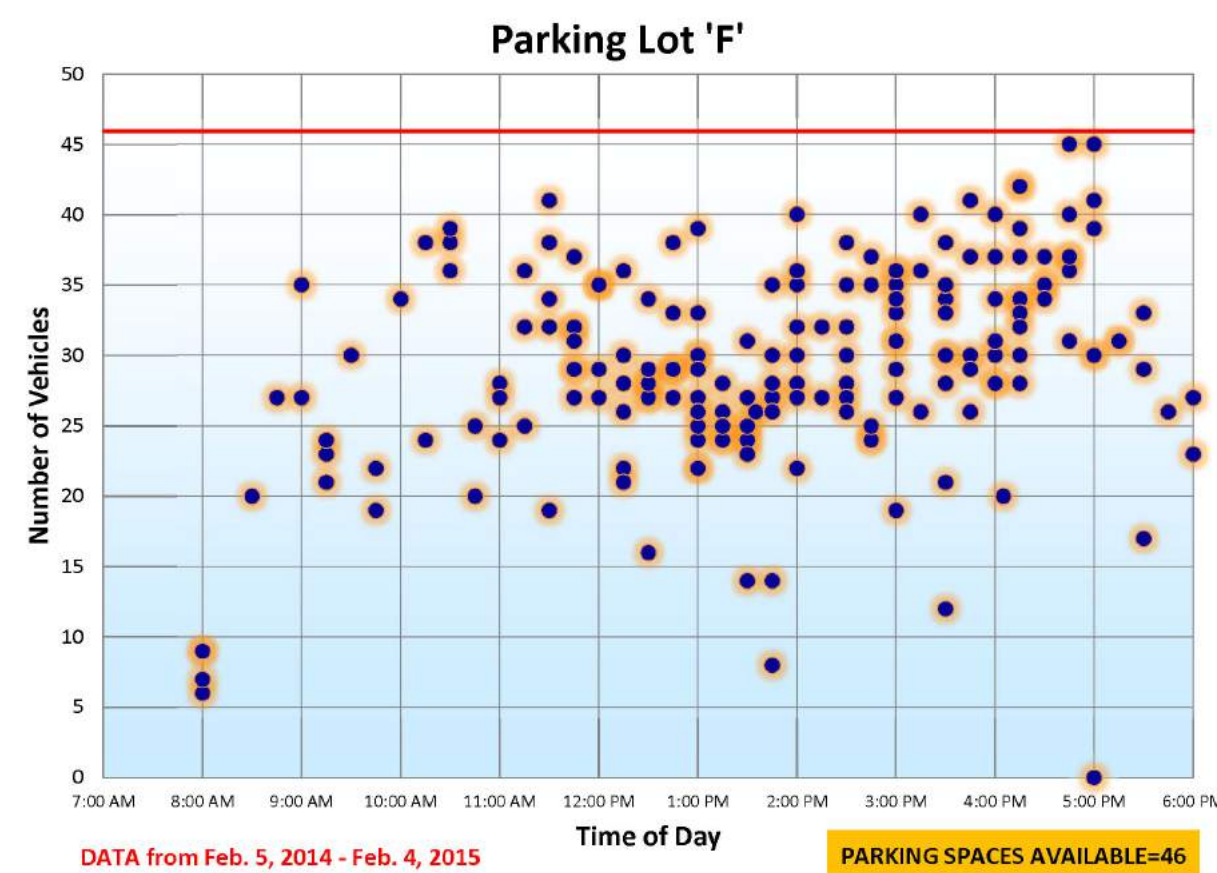 Parking Lot 'F'
50
45
40
35
30
25
20
15
10
5
0
Number of Vehicles
7:00 AM 8:00 AM 9:00 AM 10:00 AM 11:00 AM 12:00 PM 1:00 PM 2:00 PM 3:00 PM 4:00 PM 5:00 PM 6:00 PM
Time of Day
DATA from Feb. 5, 2014 - Feb. 4, 2015
PARKING SPACES AVAILABLE=46